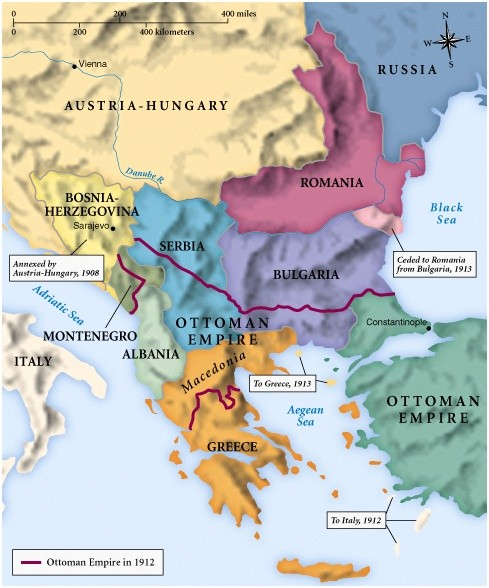 0 200 400 miles
0 200 400 kilometers
N
W E
S
Vienna
RUSSIA
AUSTRIA-HUNGARY
Danube R.
ROMANIA
BOSNIA-
HERZEGOVINA
Sarajevo
Black
Sea
SERBIA
Annexed by
Austria-Hungary, 1908
BULGARIA
Ceded to Romania
from Bulgaria, 1913
Adriatic Sea
MONTENEGRO
OTTOMAN
EMPIRE
Constantinople
ITALY
ALBANIA
Macedonia
To Greece, 1913
Aegean
Sea
OTTOMAN
EMPIRE
GREECE
To Italy, 1912
Ottoman Empire in 1912